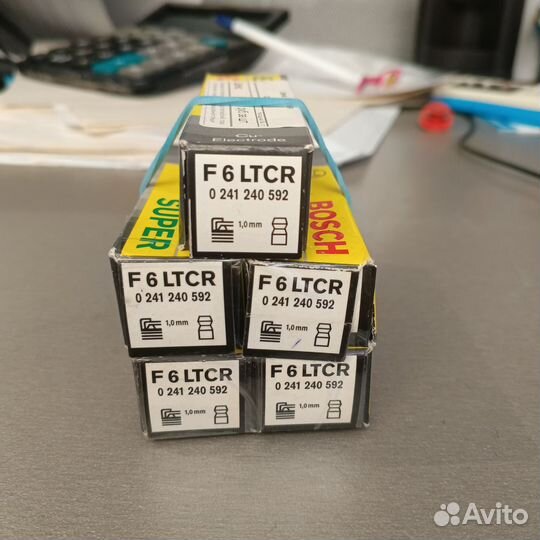 Cu-
Electrode
F 6 LTCR
0 241 240 592
1,0 mm
SUPER
BOSCH
F 6 LTCR
0 241 240 592
1,0 mm
F 6 LTCR
0 241 240 592
1,0 mm
F 6 LTCR
0 241 240 592
1,0 mm
F 6 LTCR
0 241 240 592
1,0 mm
Avito